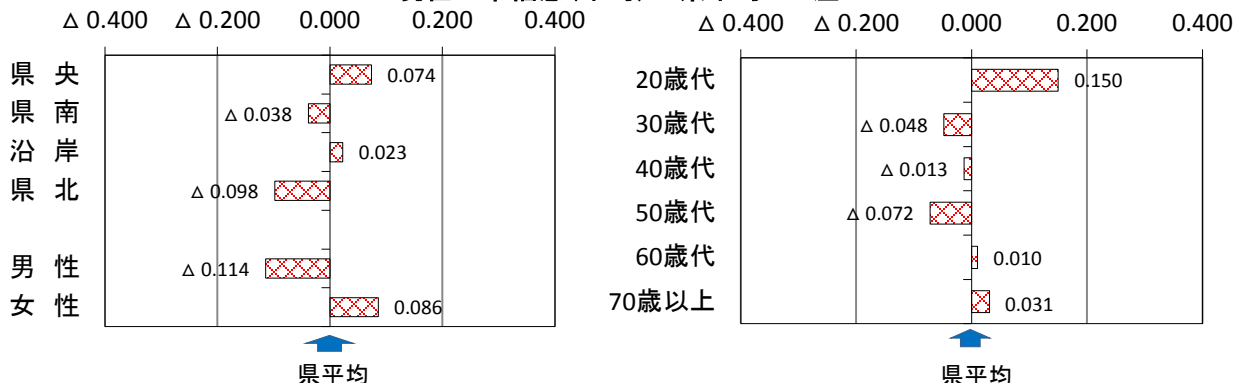 △ 0.400 △ 0.200 0.000 0.200 0.400
県 央 0.074
県 南 △ 0.038
沿 岸 0.023
県 北 △ 0.098
男 性 △ 0.114
女 性 0.086
県平均
△ 0.400 △ 0.200 0.000 0.200 0.400
20歳代 0.150
30歳代 △ 0.048
40歳代 △ 0.013
50歳代 △ 0.072
60歳代 0.010
70歳以上 0.031
県平均